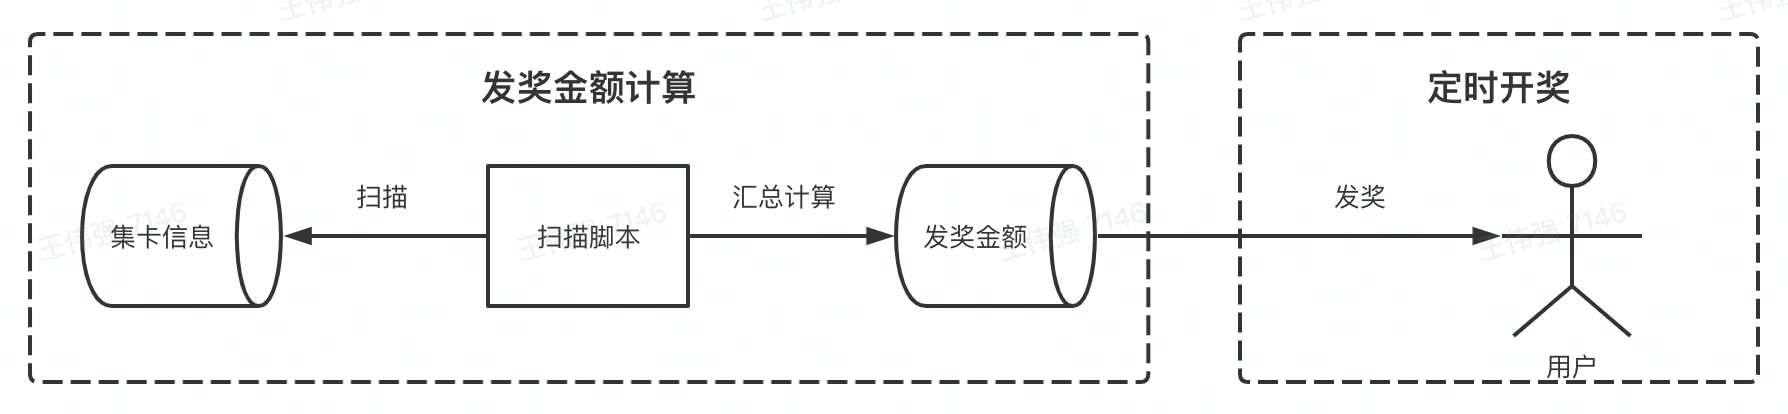 发奖金额计算
定时开奖
扫描
汇总计算
发奖
集卡信息
扫描脚本
发奖金额
用户
王伟强 7146
王伟强 7146
王伟强 7146
王伟强 7146